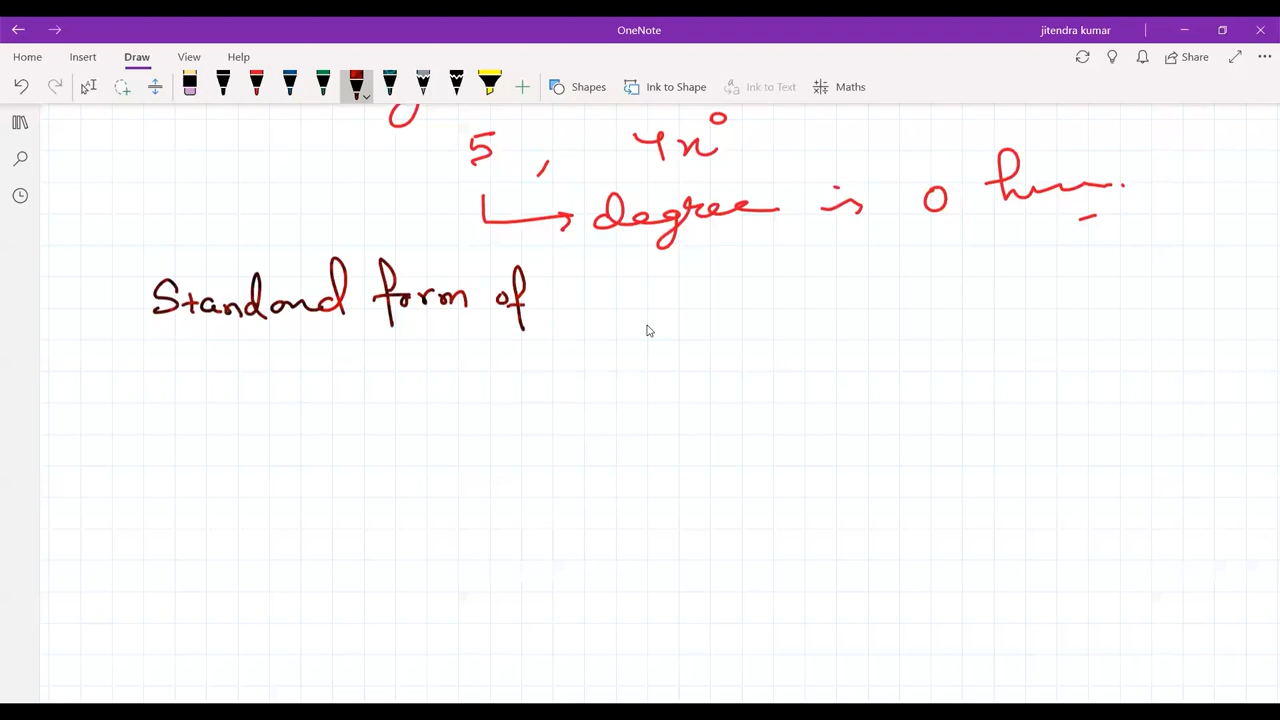 OneNote
jitendra kumar
Home Insert Draw View Help
Share
Shapes Ink to Shape Ink to Text Maths
5 , 4x⁰
degree is 0
Standard form of